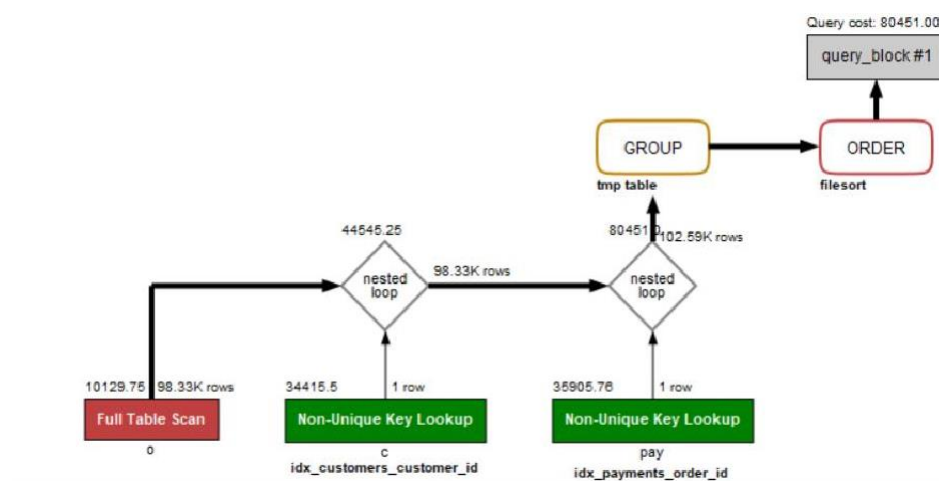 Query cost: 80451.00
query_block #1
GROUP
ORDER
tmp table
filesort
44545.25
80451.0
102.59K rows
nested
loop
98.33K rows
nested
loop
10129.75
98.33K rows
34415.5
1 row
35905.76
1 row
Full Table Scan
Non-Unique Key Lookup
Non-Unique Key Lookup
o
c
pay
idx_customers_customer_id
idx_payments_order_id